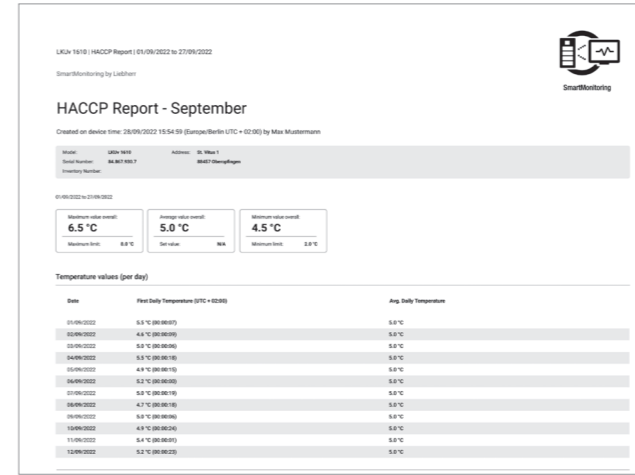 LKUv 1610 | HACCP Report | 01/09/2022 to 27/09/2022
SmartMonitoring by Liebherr
SmartMonitoring
HACCP Report - September
Created on device time: 28/09/2022 15:54:59 (Europe/Berlin UTC + 02:00) by Max Mustermann
Model: LKUv 1610 Address: St. Vitus 1
Serial Number: 84.867.930.7 88457 Oberopfingen
Inventory Number:
01/09/2022 to 27/09/2022
Maximum value overall: Average value overall: Minimum value overall:
6.5 °C 5.0 °C 4.5 °C
Maximum limit: 8.0 °C Set value: N/A Minimum limit: 2.0 °C
Temperature values (per day)
Date First Daily Temperature (UTC + 02:00) Avg. Daily Temperature
01/09/2022 5.5 °C (00:00:07) 5.0 °C
02/09/2022 4.6 °C (00:00:09) 5.0 °C
03/09/2022 5.0 °C (00:00:06) 5.0 °C
04/09/2022 5.5 °C (00:00:18) 5.0 °C
05/09/2022 4.9 °C (00:00:15) 5.0 °C
06/09/2022 5.2 °C (00:00:00) 5.0 °C
07/09/2022 5.0 °C (00:00:19) 5.0 °C
08/09/2022 4.7 °C (00:00:18) 5.0 °C
09/09/2022 5.0 °C (00:00:06) 5.0 °C
10/09/2022 4.9 °C (00:00:24) 5.0 °C
11/09/2022 5.4 °C (00:00:01) 5.0 °C
12/09/2022 5.2 °C (00:00:23) 5.0 °C